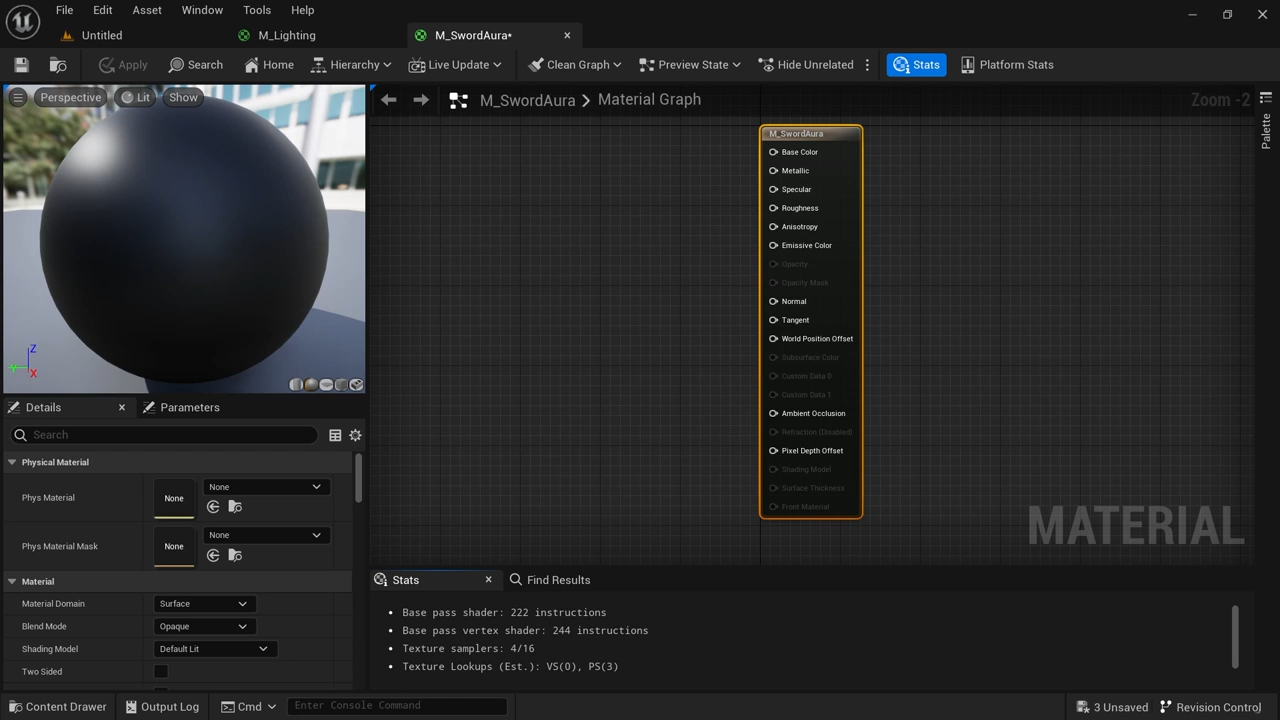 File Edit Asset Window Tools Help
Untitled M_Lighting M_SwordAura*
Apply Search Home Hierarchy Live Update Clean Graph Preview State Hide Unrelated Stats Platform Stats
Perspective Lit Show
M_SwordAura Material Graph Zoom -2
Palette
M_SwordAura
Base Color
Metallic
Specular
Roughness
Anisotropy
Emissive Color
Opacity
Opacity Mask
Normal
Tangent
World Position Offset
Subsurface Color
Custom Data 0
Custom Data 1
Ambient Occlusion
Refraction (Disabled)
Pixel Depth Offset
Shading Model
Surface Thickness
Front Material
MATERIAL
Z
Y
X
Details Parameters
Search
Physical Material
Phys Material None None
Phys Material Mask None None
Material
Material Domain Surface
Blend Mode Opaque
Shading Model Default Lit
Two Sided
Stats Find Results
• Base pass shader: 222 instructions
• Base pass vertex shader: 244 instructions
• Texture samplers: 4/16
• Texture Lookups (Est.): VS(0), PS(3)
Content Drawer Output Log Cmd Enter Console Command 3 Unsaved Revision Control